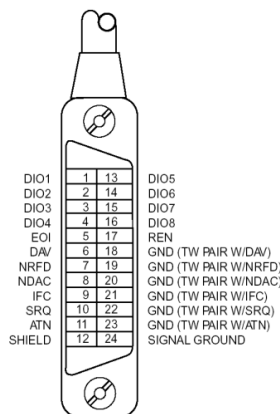 DIO1 1 13 DIO5
DIO2 2 14 DIO6
DIO3 3 15 DIO7
DIO4 4 16 DIO8
EOI 5 17 REN
DAV 6 18 GND (TW PAIR W/DAV)
NRFD 7 19 GND (TW PAIR W/NRFD)
NDAC 8 20 GND (TW PAIR W/NDAC)
IFC 9 21 GND (TW PAIR W/IFC)
SRQ 10 22 GND (TW PAIR W/SRQ)
ATN 11 23 GND (TW PAIR W/ATN)
SHIELD 12 24 SIGNAL GROUND